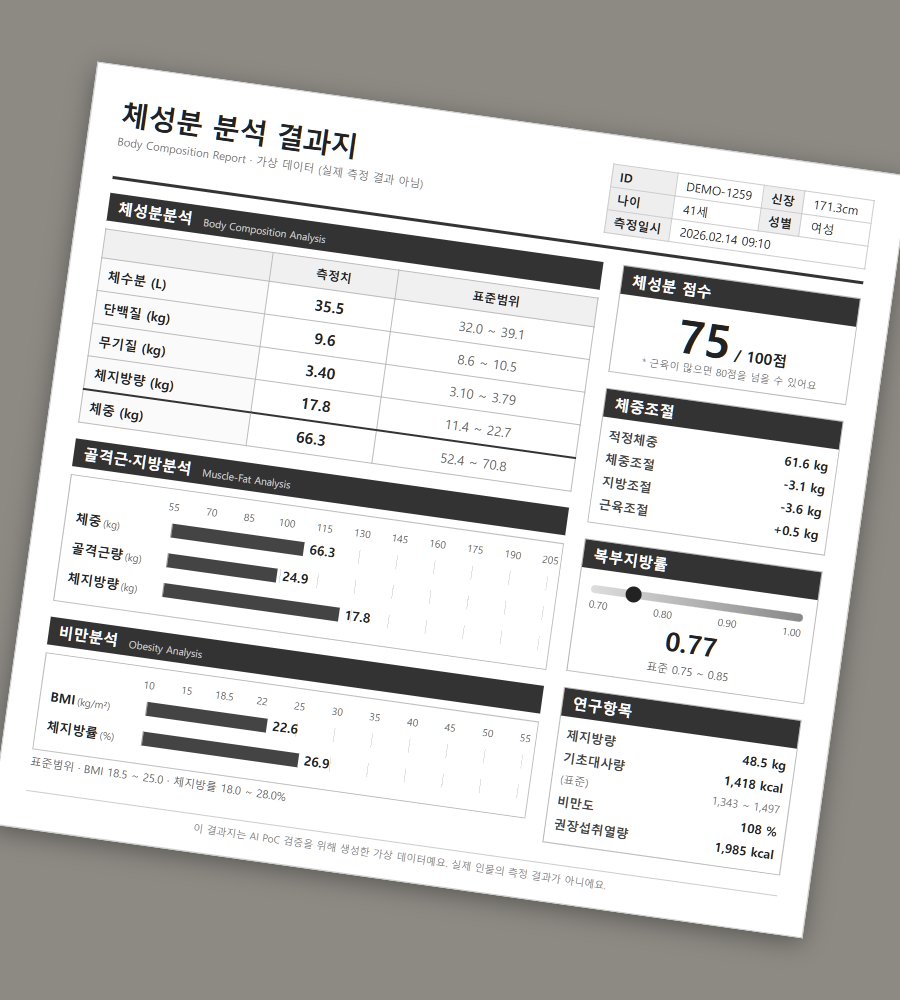 체성분 분석 결과지
Body Composition Report · 가상 데이터 (실제 측정 결과 아님)
ID DEMO-1259 신장 171.3cm
나이 41세 성별 여성
측정일시 2026.02.14 09:10
체성분분석 Body Composition Analysis
측정치 표준범위
체수분 (L) 35.5 32.0 ~ 39.1
단백질 (kg) 9.6 8.6 ~ 10.5
무기질 (kg) 3.40 3.10 ~ 3.79
체지방량 (kg) 17.8 11.4 ~ 22.7
체중 (kg) 66.3 52.4 ~ 70.8
골격근·지방분석 Muscle-Fat Analysis
55 70 85 100 115 130 145 160 175 190 205
체중 (kg) 66.3
골격근량 (kg) 24.9
체지방량 (kg) 17.8
비만분석 Obesity Analysis
10 15 18.5 22 25 30 35 40 45 50 55
BMI (kg/m²) 22.6
체지방률 (%) 26.9
표준범위 · BMI 18.5 ~ 25.0 · 체지방률 18.0 ~ 28.0%
체성분 점수
75 / 100점
* 근육이 많으면 80점을 넘을 수 있어요
체중조절
적정체중 61.6 kg
체중조절 -3.1 kg
지방조절 -3.6 kg
근육조절 +0.5 kg
복부지방률
0.70 0.80 0.90 1.00
0.77
표준 0.75 ~ 0.85
연구항목
제지방량 48.5 kg
기초대사량 1,418 kcal
(표준) 1,343 ~ 1,497
비만도 108 %
권장섭취열량 1,985 kcal
이 결과지는 AI PoC 검증을 위해 생성한 가상 데이터예요. 실제 인물의 측정 결과가 아니에요.